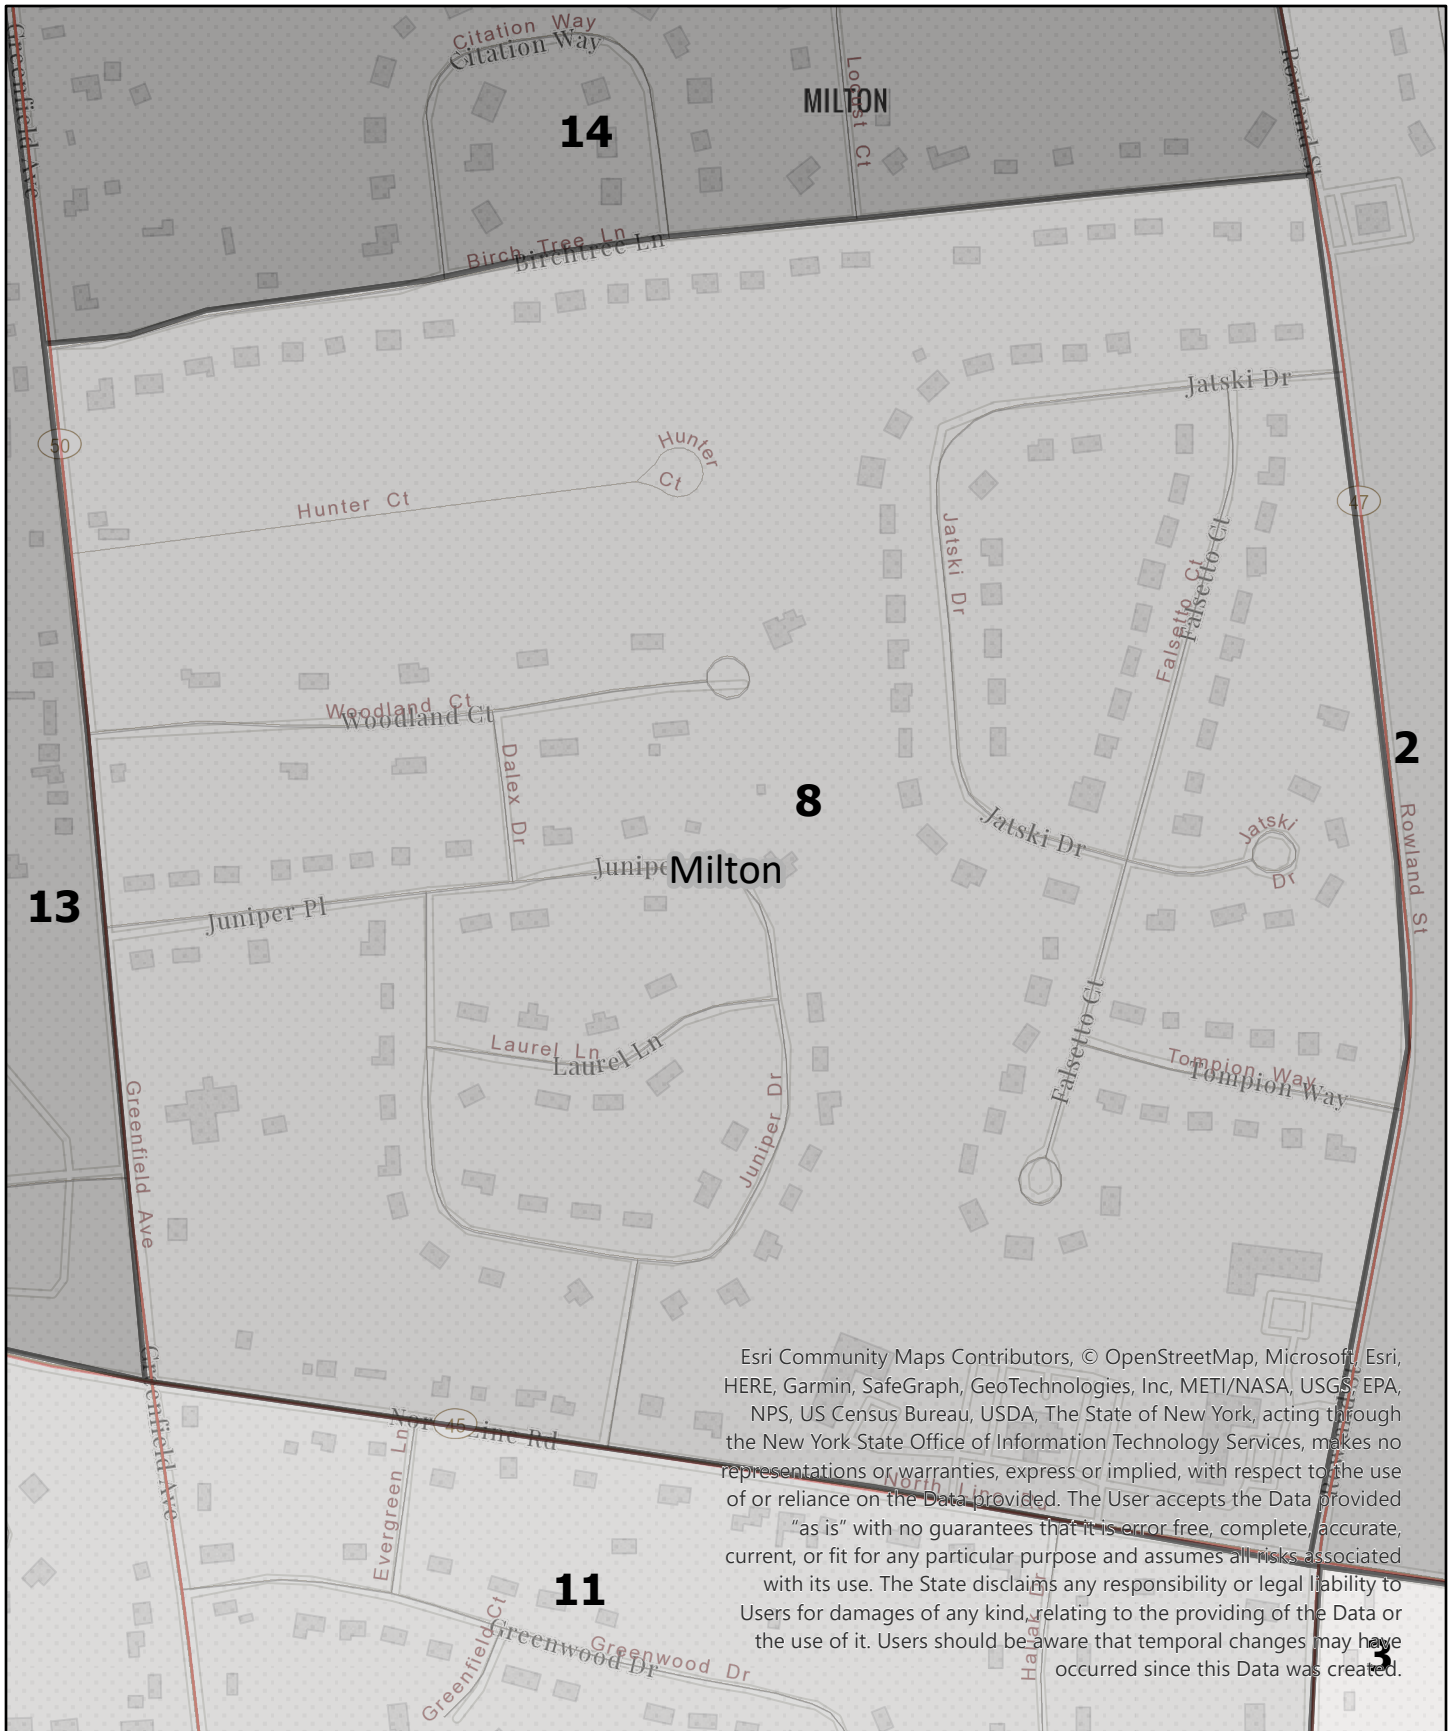 Greenfield Ave
Citation Way
Citation Way
Locust Ct
MILTON
Rowland St
14
Birch Tree Ln
Birchtree Ln
Jatski Dr
50
Hunter
Ct
Hunter Ct
47
Jatski Dr
Falsetto Ct
Falsetto Ct
Woodland Ct
Woodland Ct
Dalex Dr
2
8
Jatski Dr
Jatski
Dr
Rowland St
Milton
13
Juniper Pl
Falsetto Ct
Laurel Ln
Laurel Ln
Tompion Way
Tompion Way
Juniper Dr
Greenfield Ave
Greenfield Ave
45
North Line Rd
Evergreen Ln
11
Greenfield Ct
Greenwood Dr
Greenwood Dr
3
Esri Community Maps Contributors, © OpenStreetMap, Microsoft, Esri,
HERE, Garmin, SafeGraph, GeoTechnologies, Inc, METI/NASA, USGS, EPA,
NPS, US Census Bureau, USDA, The State of New York, acting through
the New York State Office of Information Technology Services, makes no
representations or warranties, express or implied, with respect to the use
of or reliance on the Data provided. The User accepts the Data provided
“as is” with no guarantees that it is error free, complete, accurate,
current, or fit for any particular purpose and assumes all risks associated
with its use. The State disclaims any responsibility or legal liability to
Users for damages of any kind, relating to the providing of the Data or
the use of it. Users should be aware that temporal changes may have
occurred since this Data was created.